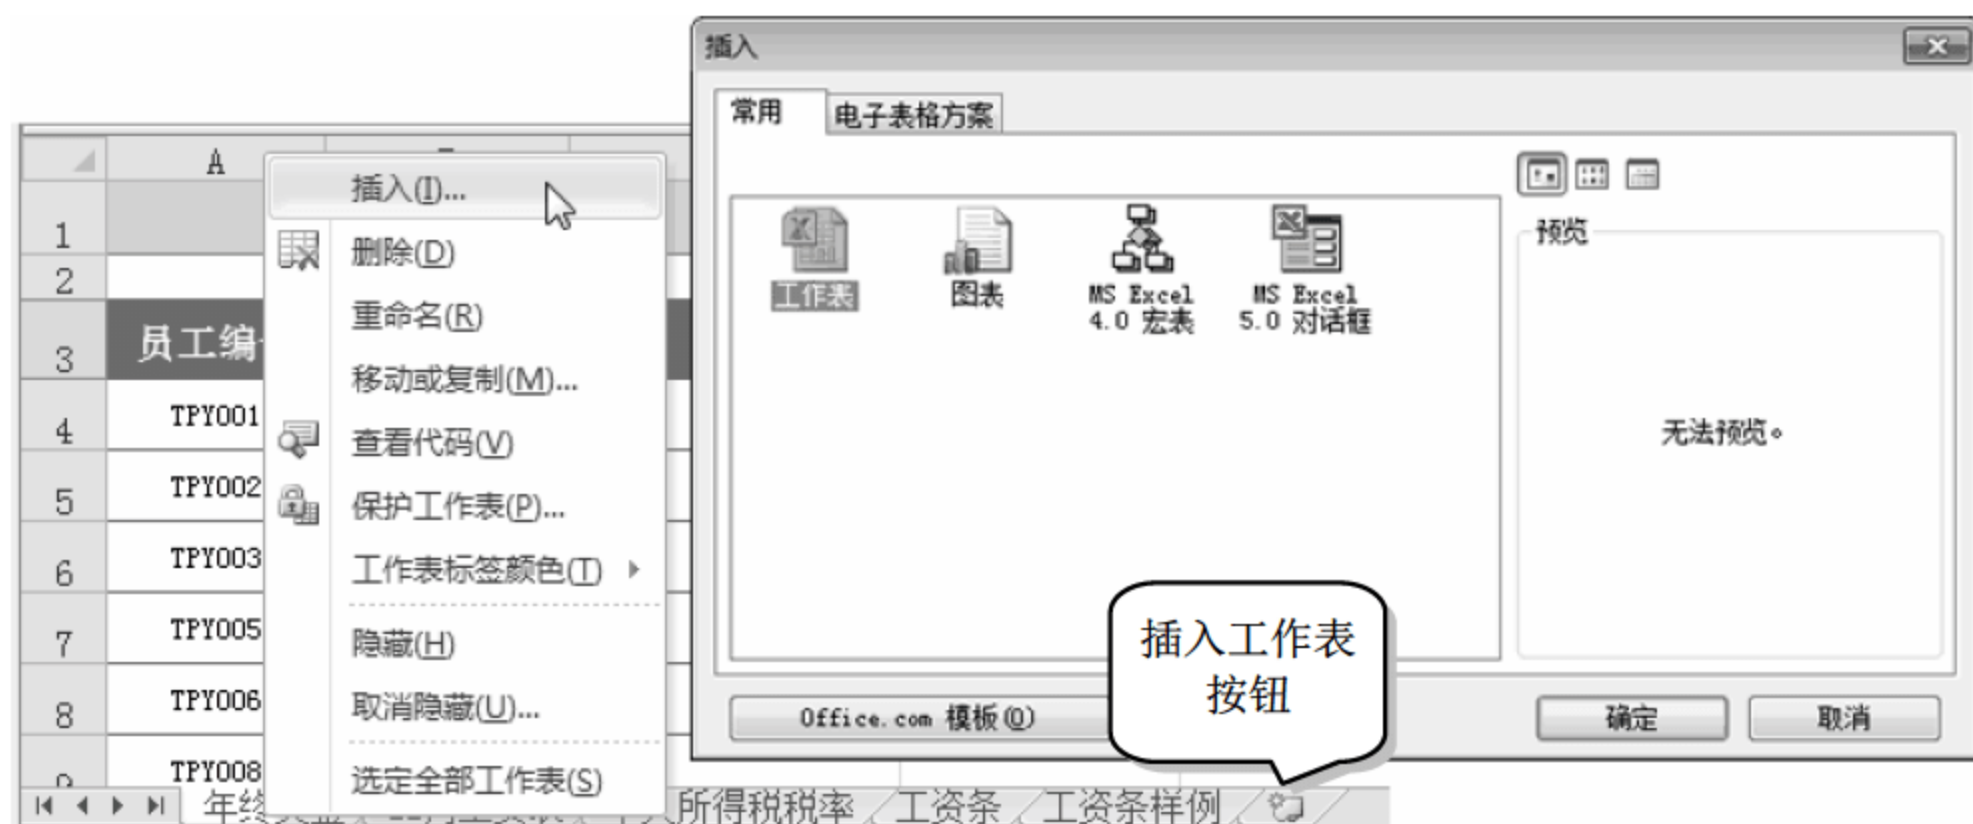 A
1
2
3
员工编
4
TPY001
5
TPY002
6
TPY003
7
TPY005
8
TPY006
TPY008
插入(I)...
删除(D)
重命名(R)
移动或复制(M)...
查看代码(V)
保护工作表(P)...
工作表标签颜色(T)
隐藏(H)
取消隐藏(U)...
选定全部工作表(S)
年终
所得税税率
工资条
工资条样例
插入
常用
电子表格方案
工作表
图表
MS Excel
4.0 宏表
MS Excel
5.0 对话框
预览
无法预览。
Office.com 模板(O)
确定
取消
插入工作表
按钮